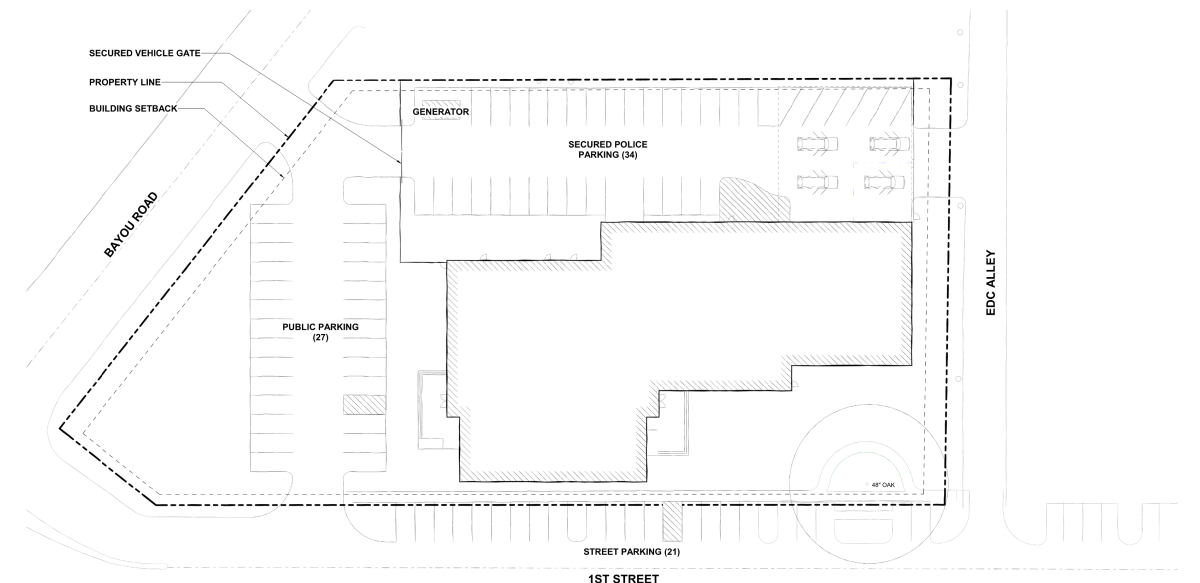 SECURED VEHICLE GATE
PROPERTY LINE
BUILDING SETBACK
GENERATOR
SECURED POLICE
PARKING (34)
BAYOU ROAD
EDC ALLEY
PUBLIC PARKING
(27)
48" OAK
STREET PARKING (21)
1ST STREET